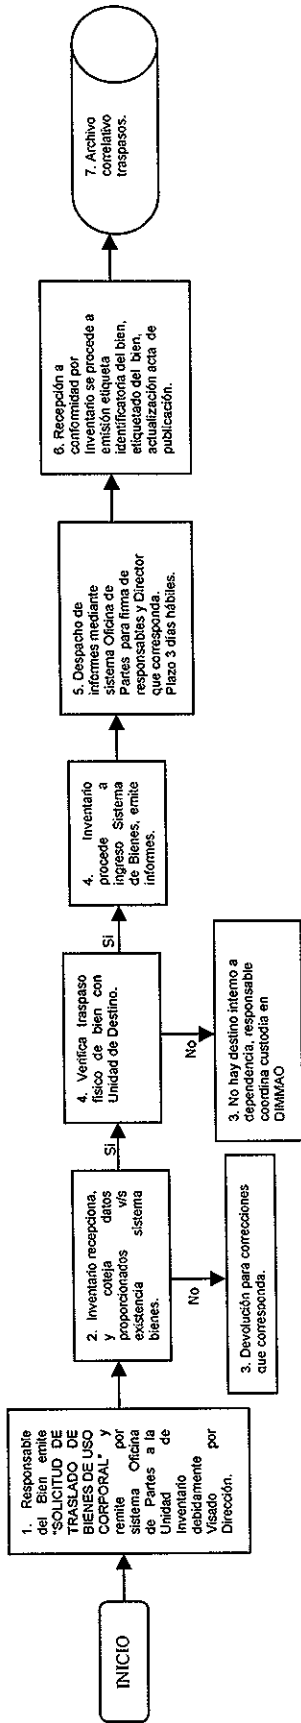 INICIO
1. Responsable
del Bien emite
"SOLICITUD DE
TRASLADO DE
BIENES DE USO
CORPORAL" y
remite por
sistema Oficina
de Partes a la
Unidad de
Inventario
debidamente
Visado por
Dirección.
2. Inventario recepciona,
y coteja datos
proporcionados v/s
existencia sistema
bienes.
Si
No
3. Devolución para correcciones
que corresponda.
4. Verifica traspaso
físico de bien con
Unidad de Destino.
Si
No
3. No hay destino interno a
dependencia, responsable
coordina custodia en
DIMMAO
4. Inventario
procede a
ingreso Sistema
de Bienes, emite
informes.
5. Despacho de
informes mediante
sistema Oficina de
Partes para firma de
responsables y Director
que corresponda.
Plazo 3 días hábiles.
6. Recepción a
conformidad por
Inventario se procede a
emisión etiqueta
identificatoria del bien,
etiquetado del bien,
actualización acta de
publicación.
7. Archivo
correlativo
traspasos.